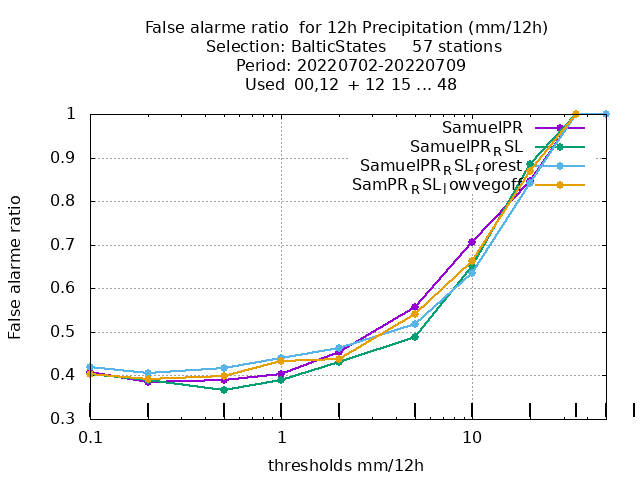 False alarme ratio  for 12h Precipitation (mm/12h)
Selection: BalticStates     57 stations
Period: 20220702-20220709
Used  00,12  + 12 15 ... 48
1
SamuelPR
SamuelPR_RSL
0.9
SamuelPR_RSL_forest
SamPR_RSL_lowvegoff
0.8
0.7
False alarme ratio
0.6
0.5
0.4
0.3
0.1 1 10
thresholds mm/12h